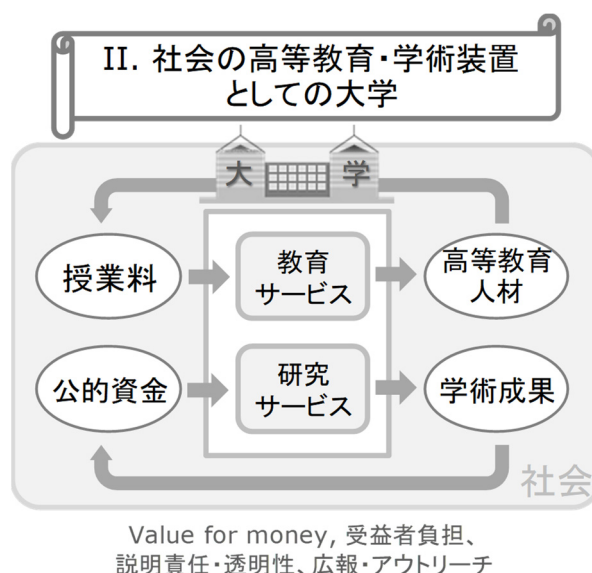 II. 社会の高等教育・学術装置
としての大学
大 学
授業料
教育
サービス
高等教育
人材
公的資金
研究
サービス
学術成果
社会
Value for money, 受益者負担、
説明責任・透明性、広報・アウトリーチ